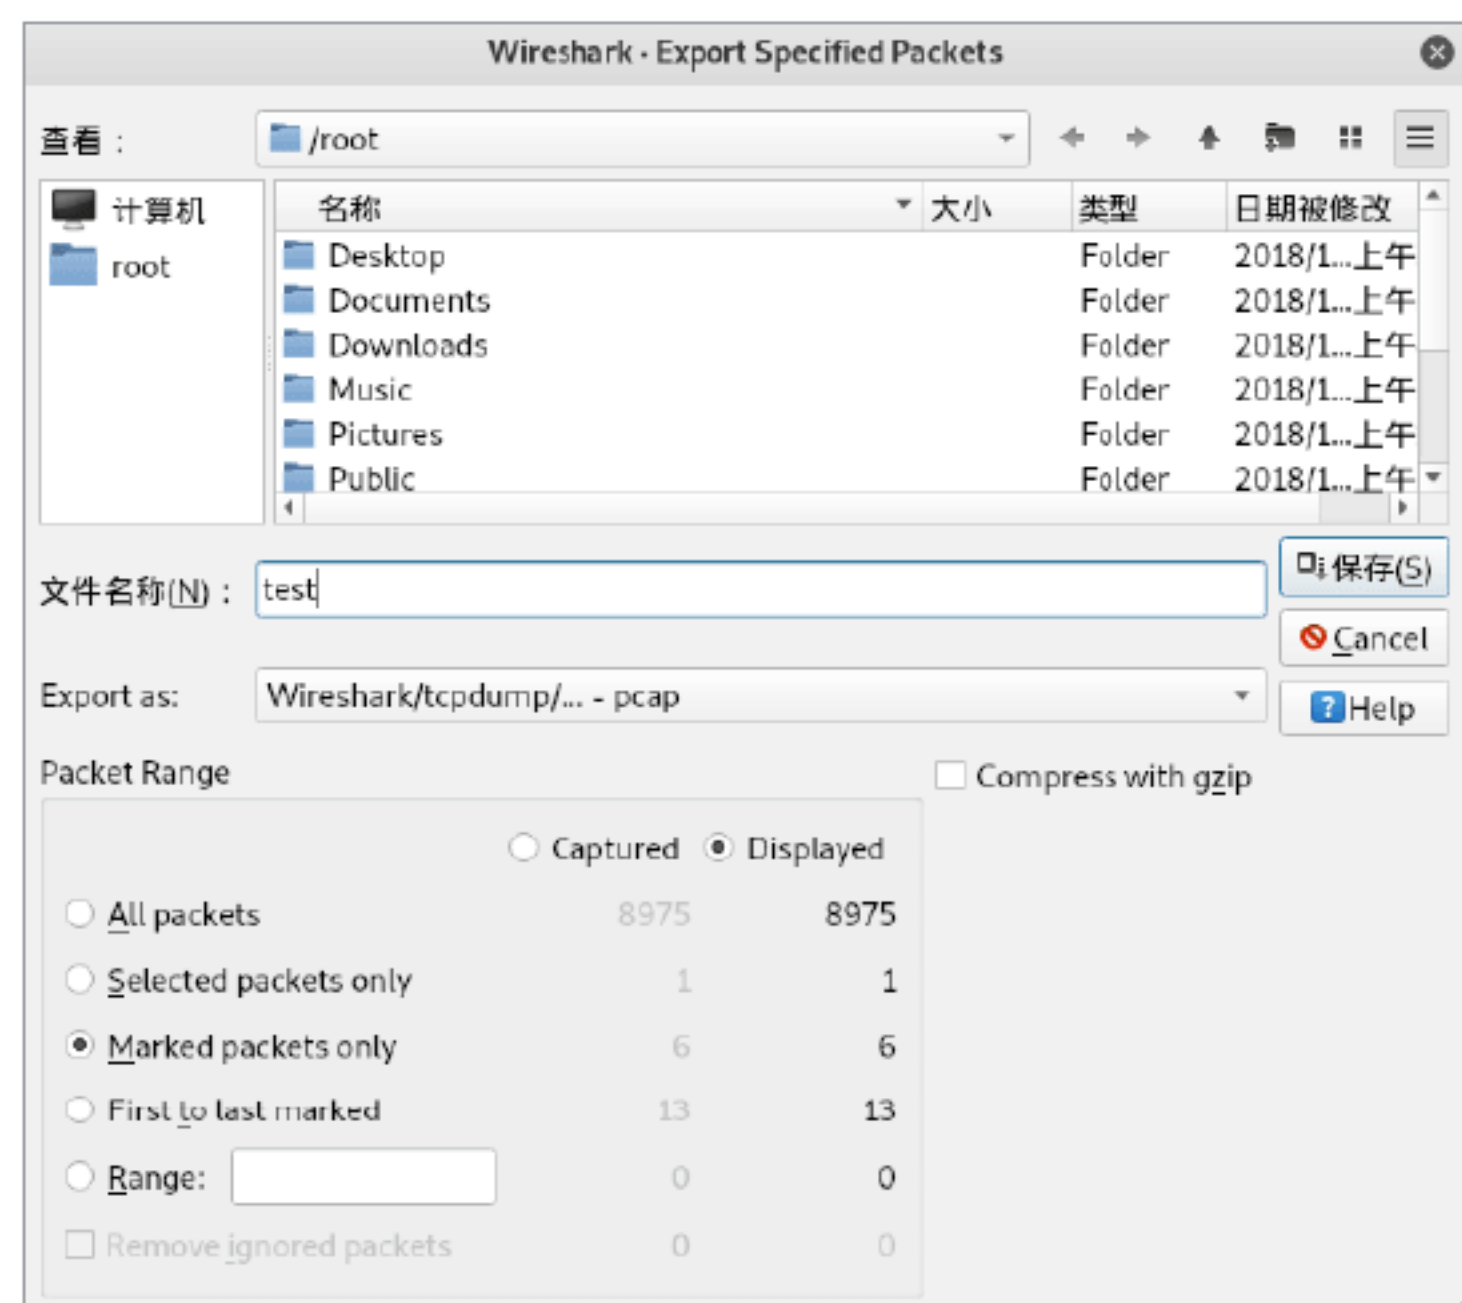 Wireshark · Export Specified Packets
查看： /root
计算机
root
名称 大小 类型 日期被修改
Desktop Folder 2018/1...上午
Documents Folder 2018/1...上午
Downloads Folder 2018/1...上午
Music Folder 2018/1...上午
Pictures Folder 2018/1...上午
Public Folder 2018/1...上午
文件名称(N)： test 保存(S)
Cancel
Export as: Wireshark/tcpdump/... - pcap
Help
Packet Range Compress with gzip
Captured Displayed
All packets 8975 8975
Selected packets only 1 1
Marked packets only 6 6
First to last marked 13 13
Range: 0 0
Remove ignored packets 0 0